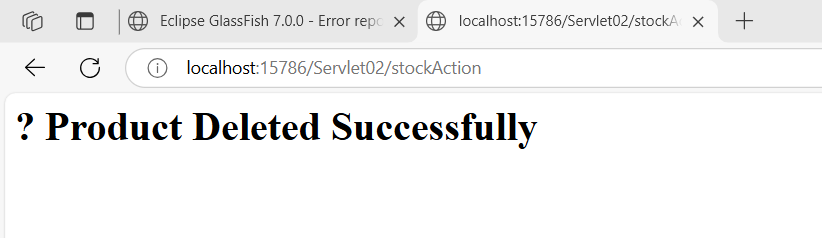 Eclipse GlassFish 7.0.0 - Error repo
localhost:15786/Servlet02/stockA
localhost:15786/Servlet02/stockAction
? Product Deleted Successfully